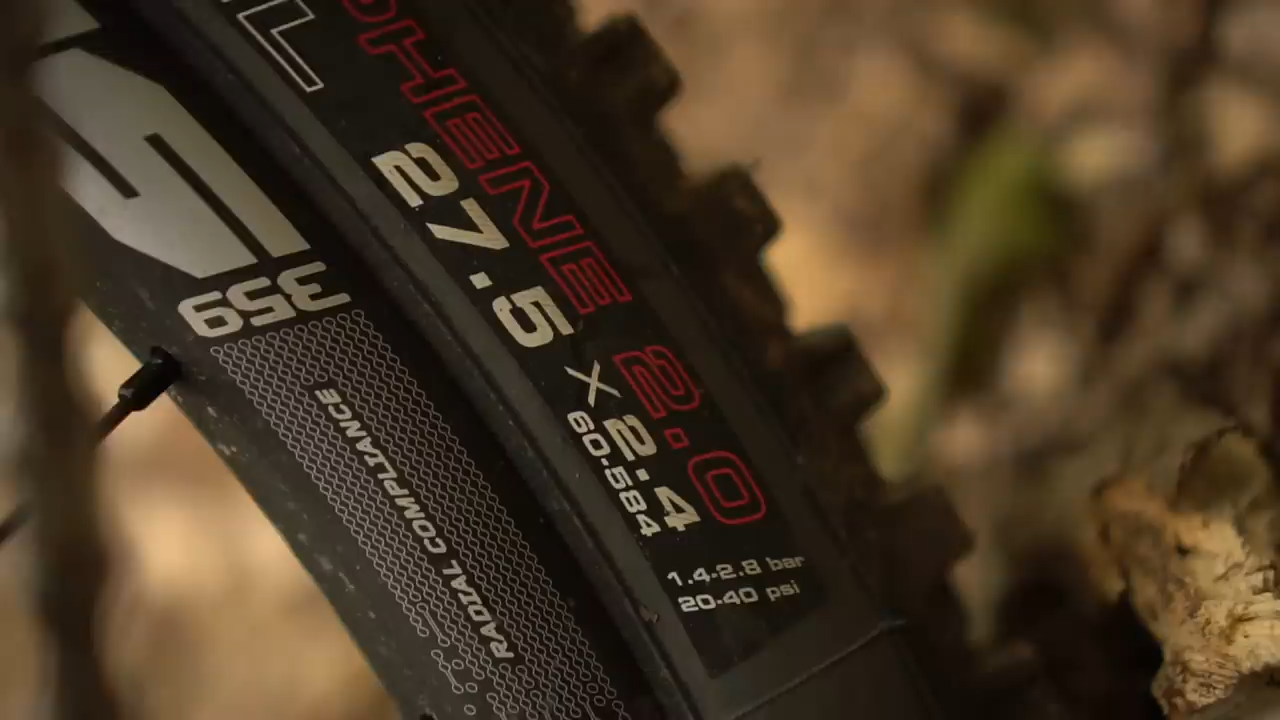 PHENE 2.0
27.5 x 2.4
60-584
1.4-2.8 bar
20-40 psi
359
RADIAL COMPLIANCE